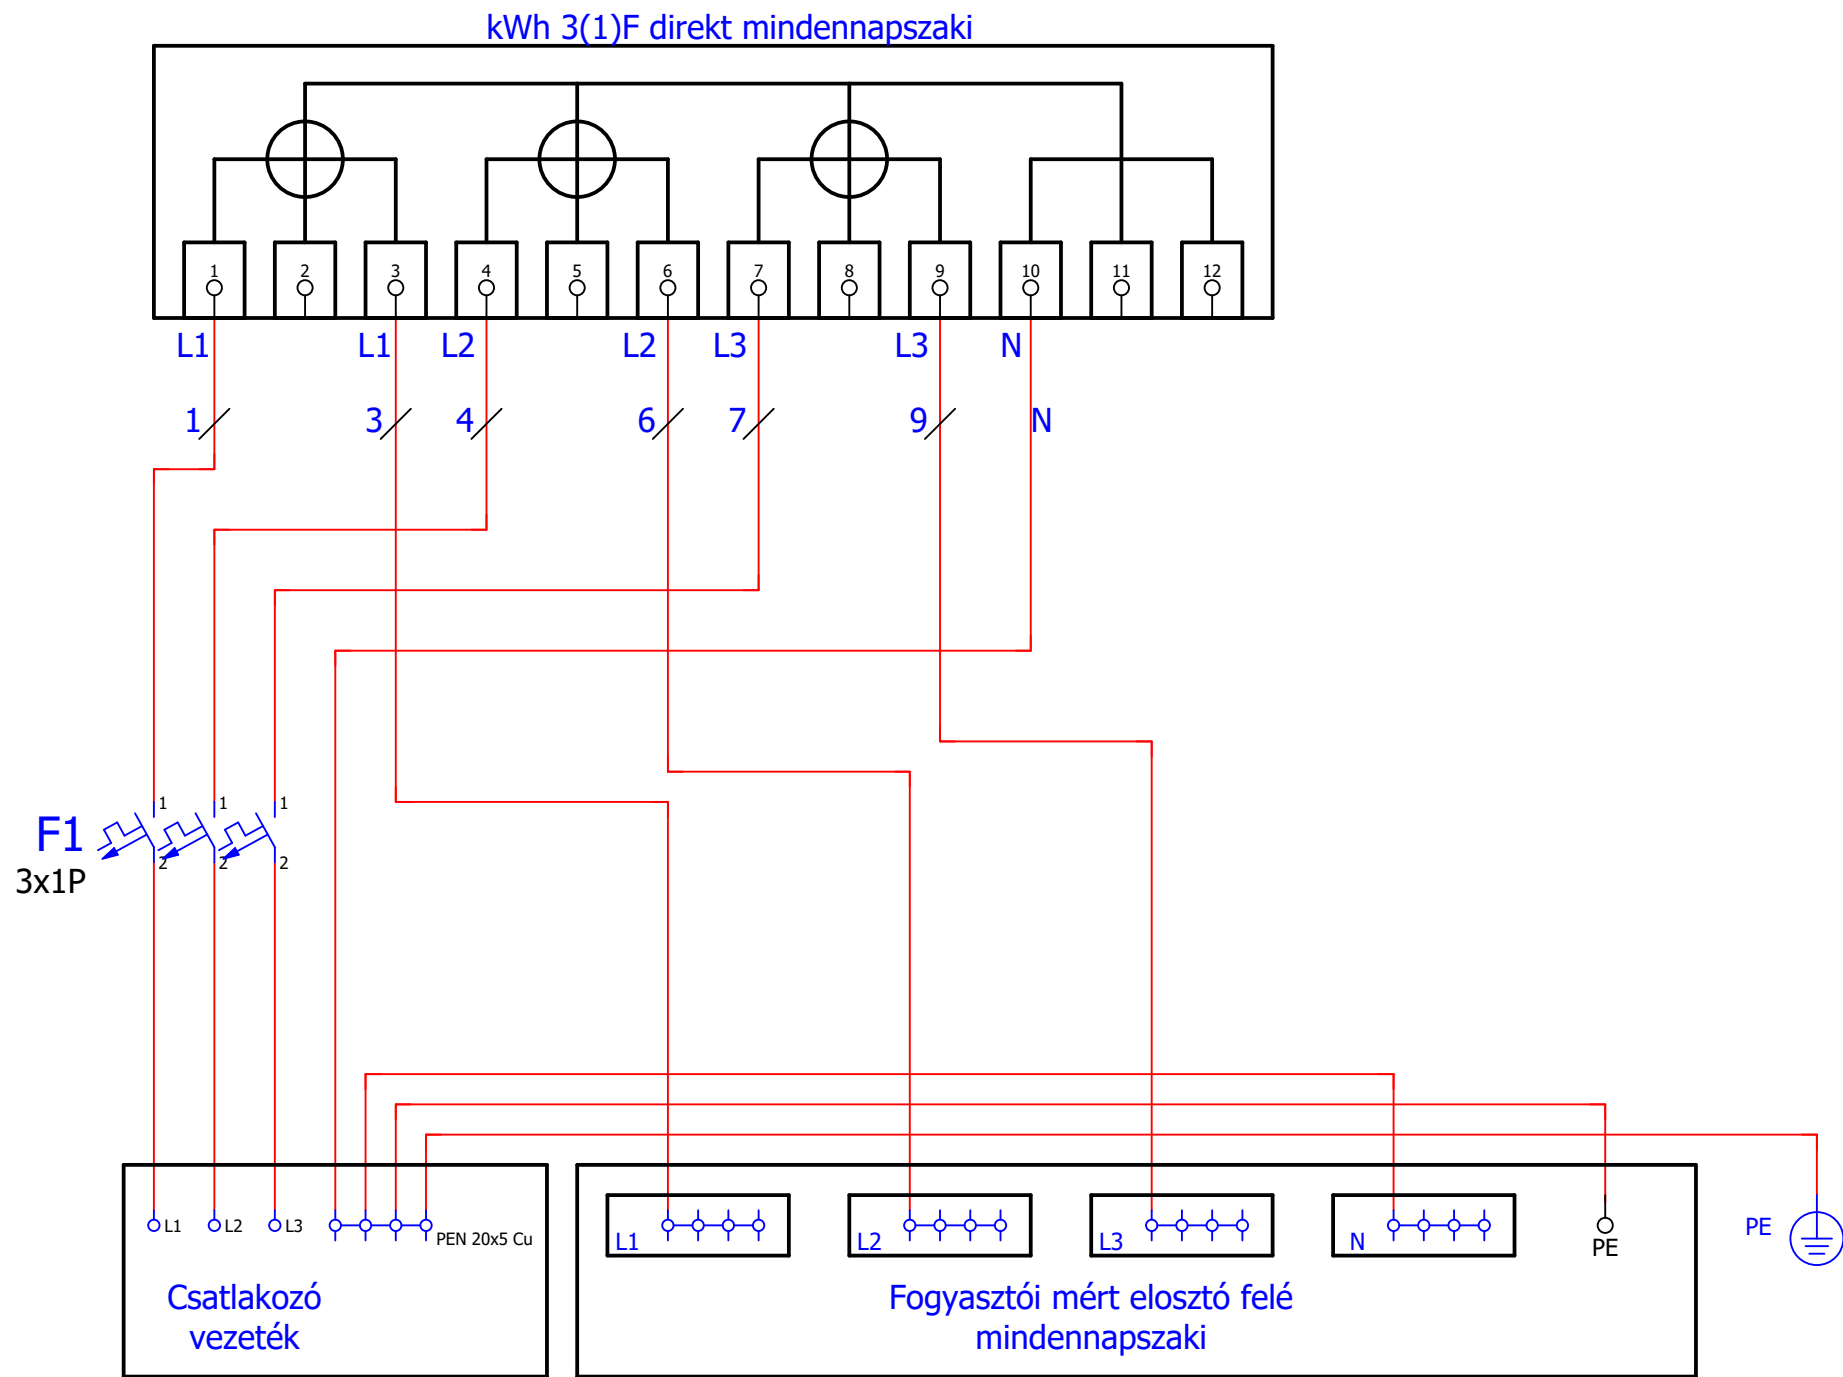 kWh 3(1)F direkt mindennapszaki
1 2 3 4 5 6 7 8 9 10 11 12
L1 L1 L2 L2 L3 L3 N
1 3 4 6 7 9 N
1 1 1
F1
2 2 2
3x1P
L1 L2 L3 PEN 20x5 Cu
L1 L2 L3 N PE
PE
Csatlakozó
vezeték
Fogyasztói mért elosztó felé
mindennapszaki